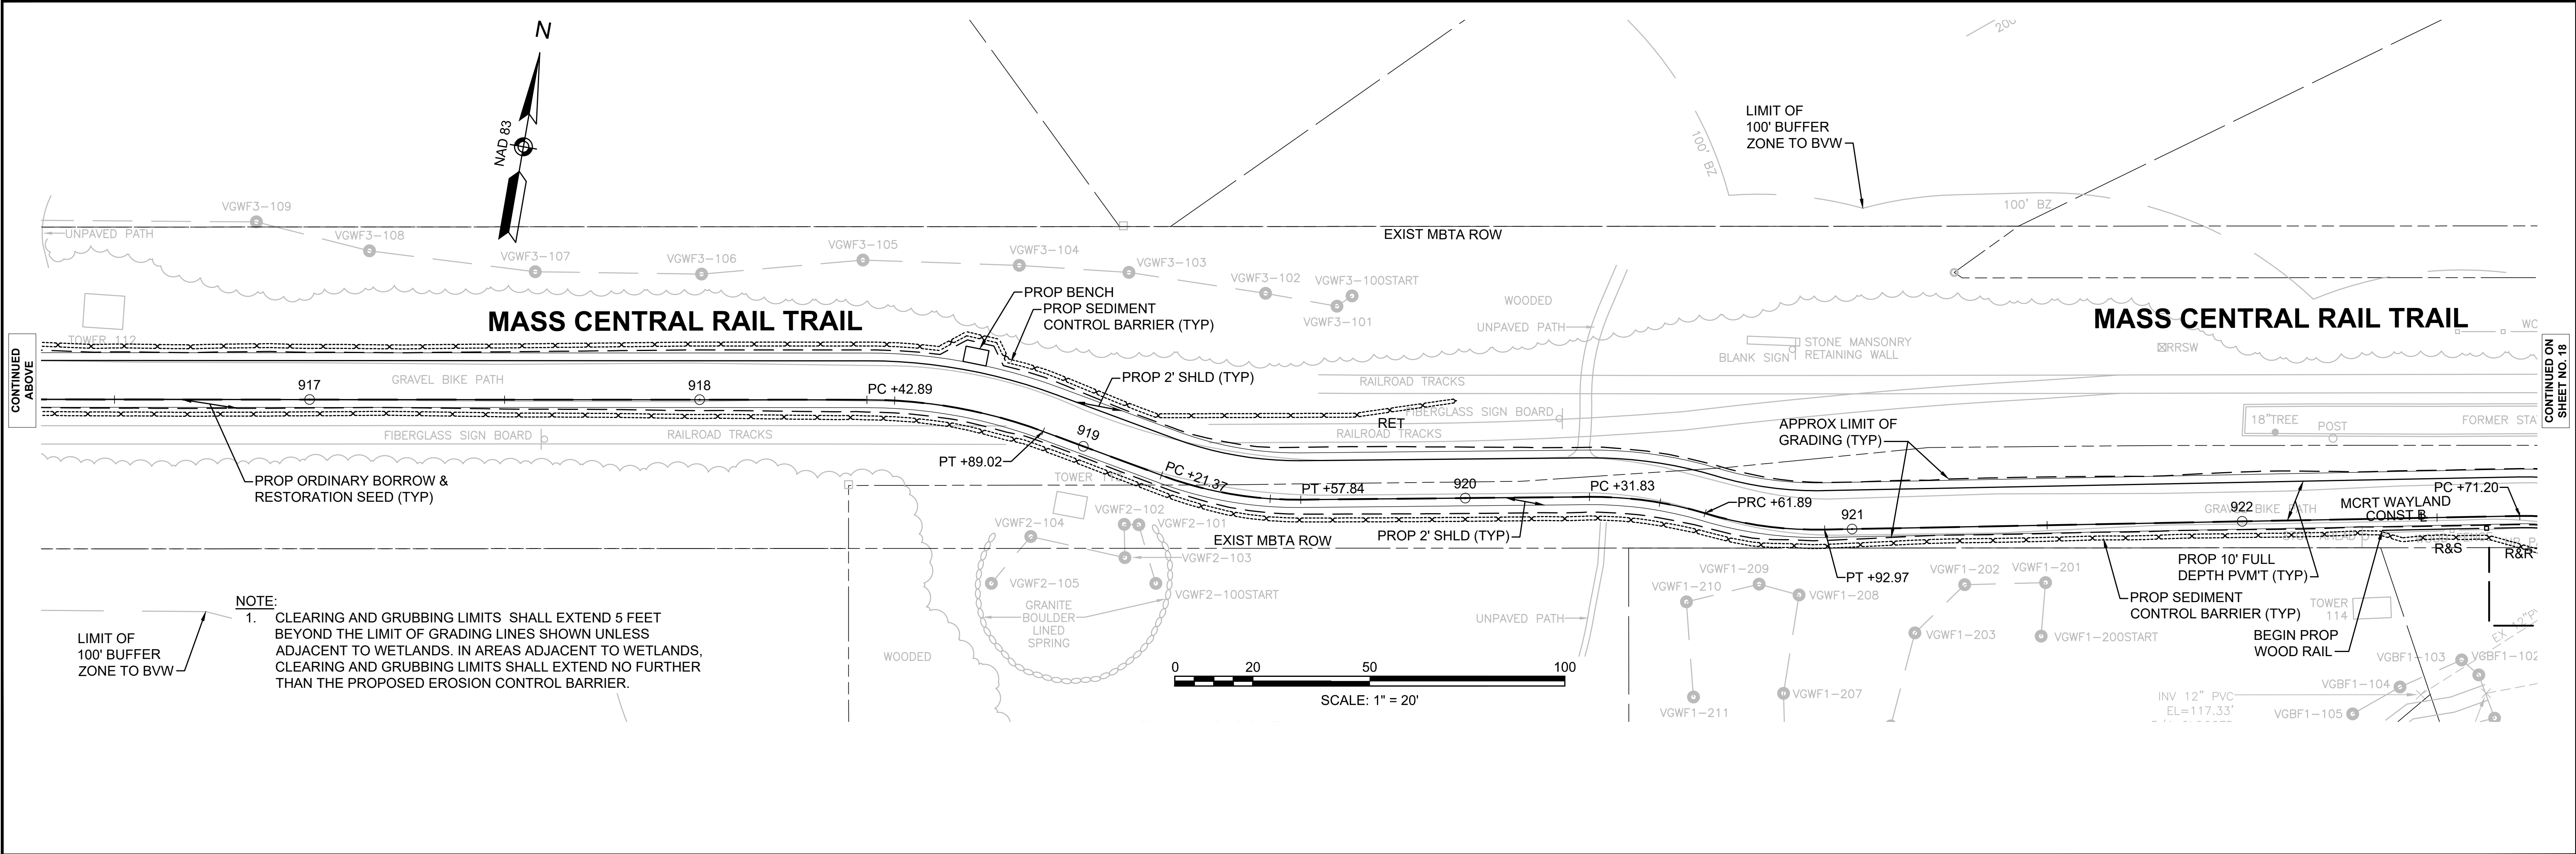 N
NAD 83
200
100' BZ
LIMIT OF
100' BUFFER
ZONE TO BVW
100' BZ
VGWF3-109
UNPAVED PATH
VGWF3-108
VGWF3-107
VGWF3-106
VGWF3-105
VGWF3-104
VGWF3-103
VGWF3-102
VGWF3-100START
VGWF3-101
EXIST MBTA ROW
WOODED
UNPAVED PATH
PROP BENCH
PROP SEDIMENT
CONTROL BARRIER (TYP)
MASS CENTRAL RAIL TRAIL
MASS CENTRAL RAIL TRAIL
TOWER 112
CONTINUED
ABOVE
CONTINUED ON
SHEET NO. 18
STONE MANSONRY
RETAINING WALL
BLANK SIGN
RRSW
WO
GRAVEL BIKE PATH
917
918
PC +42.89
PROP 2' SHLD (TYP)
RAILROAD TRACKS
FIBERGLASS SIGN BOARD
RET
RAILROAD TRACKS
APPROX LIMIT OF
GRADING (TYP)
18"TREE
POST
FORMER STA
FIBERGLASS SIGN BOARD
RAILROAD TRACKS
919
PT +89.02
PC +21.37
PT +57.84
920
PC +31.83
PRC +61.89
921
PT +92.97
922
GRAVEL BIKE PATH
MCRT WAYLAND
CONST B
PC +71.20
PROP ORDINARY BORROW &
RESTORATION SEED (TYP)
VGWF2-104
VGWF2-102
VGWF2-101
VGWF2-103
VGWF2-105
VGWF2-100START
GRANITE
BOULDER
LINED
SPRING
EXIST MBTA ROW
PROP 2' SHLD (TYP)
R&S
R&R
PROP 10' FULL
DEPTH PVM'T (TYP)
PROP SEDIMENT
CONTROL BARRIER (TYP)
BEGIN PROP
WOOD RAIL
TOWER
114
VGWF1-210
VGWF1-209
VGWF1-208
VGWF1-202
VGWF1-201
VGWF1-203
VGWF1-200START
UNPAVED PATH
WOODED
VGWF1-207
VGWF1-211
VGBF1-103
VGBF1-102
VGBF1-104
VGBF1-105
INV 12" PVC
EL=117.33'
LIMIT OF
100' BUFFER
ZONE TO BVW
NOTE:
1. CLEARING AND GRUBBING LIMITS SHALL EXTEND 5 FEET
BEYOND THE LIMIT OF GRADING LINES SHOWN UNLESS
ADJACENT TO WETLANDS. IN AREAS ADJACENT TO WETLANDS,
CLEARING AND GRUBBING LIMITS SHALL EXTEND NO FURTHER
THAN THE PROPOSED EROSION CONTROL BARRIER.
0 20 50 100
SCALE: 1" = 20'